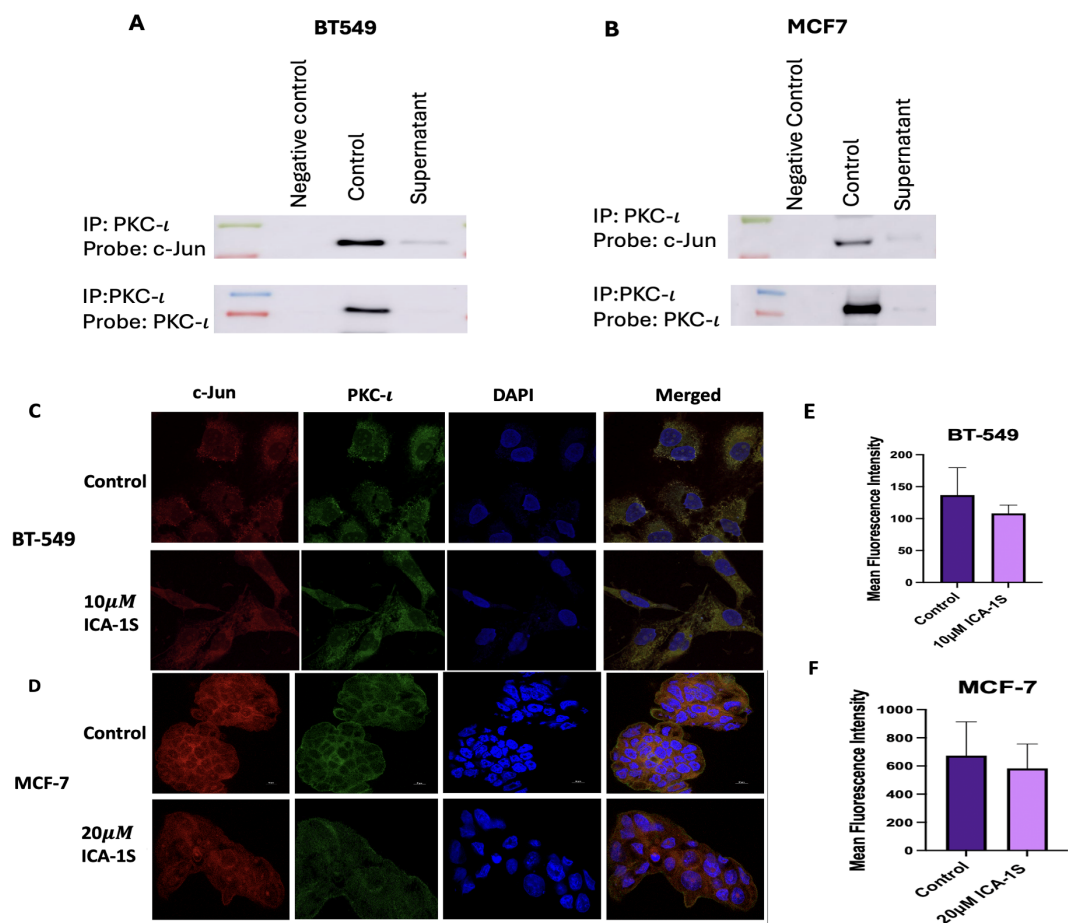 A
BT549
Negative control
Control
Supernatant
IP: PKC-ι
Probe: c-Jun
IP:PKC-ι
Probe: PKC-ι
B
MCF7
Negative Control
Control
Supernatant
IP: PKC-ι
Probe: c-Jun
IP:PKC-ι
Probe: PKC-ι
c-Jun
PKC-ι
DAPI
Merged
C
Control
BT-549
10μM
ICA-1S
D
Control
MCF-7
20μM
ICA-1S
E
BT-549
Mean Fluorescence Intensity
200
150
100
50
0
Control
10μM ICA-1S
F
MCF-7
Mean Fluorescence Intensity
1000
800
600
400
200
0
Control
20μM ICA-1S